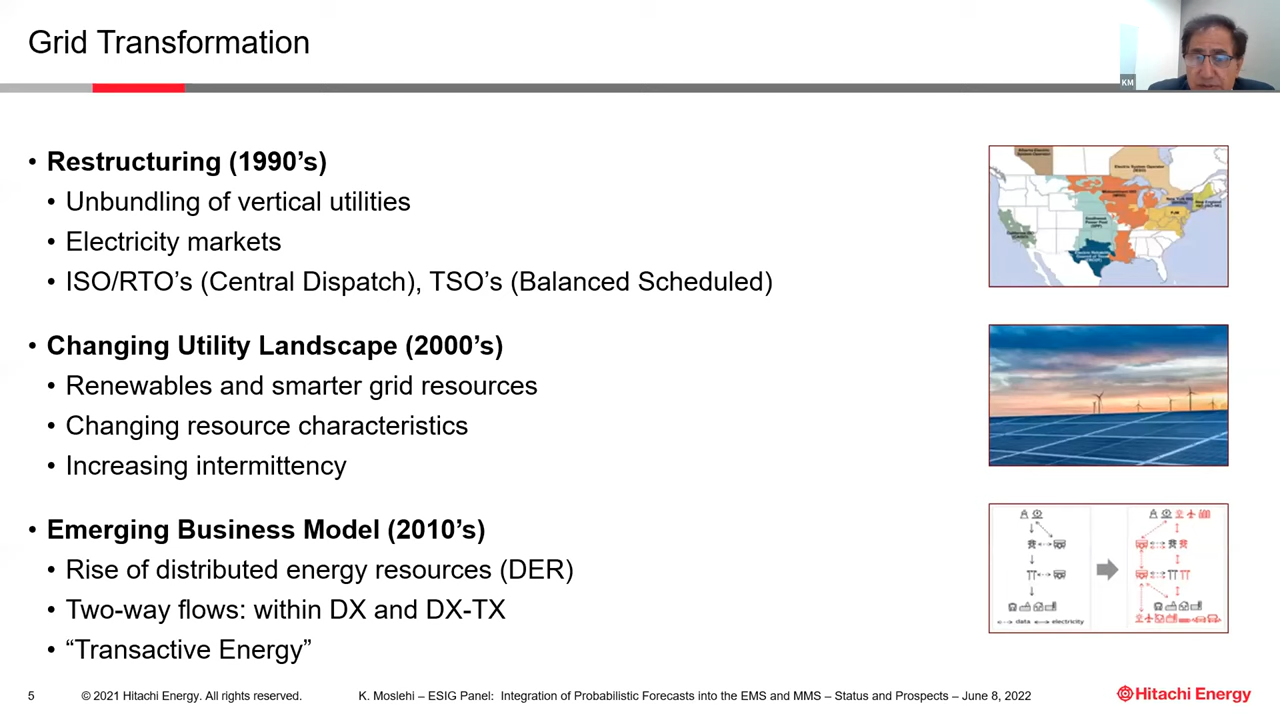 Grid Transformation
KM
• Restructuring (1990’s)
• Unbundling of vertical utilities
• Electricity markets
• ISO/RTO’s (Central Dispatch), TSO’s (Balanced Scheduled)
• Changing Utility Landscape (2000’s)
• Renewables and smarter grid resources
• Changing resource characteristics
• Increasing intermittency
• Emerging Business Model (2010’s)
• Rise of distributed energy resources (DER)
• Two-way flows: within DX and DX-TX
• “Transactive Energy”
data electricity
5 © 2021 Hitachi Energy. All rights reserved. K. Moslehi – ESIG Panel: Integration of Probabilistic Forecasts into the EMS and MMS – Status and Prospects – June 8, 2022
Hitachi Energy